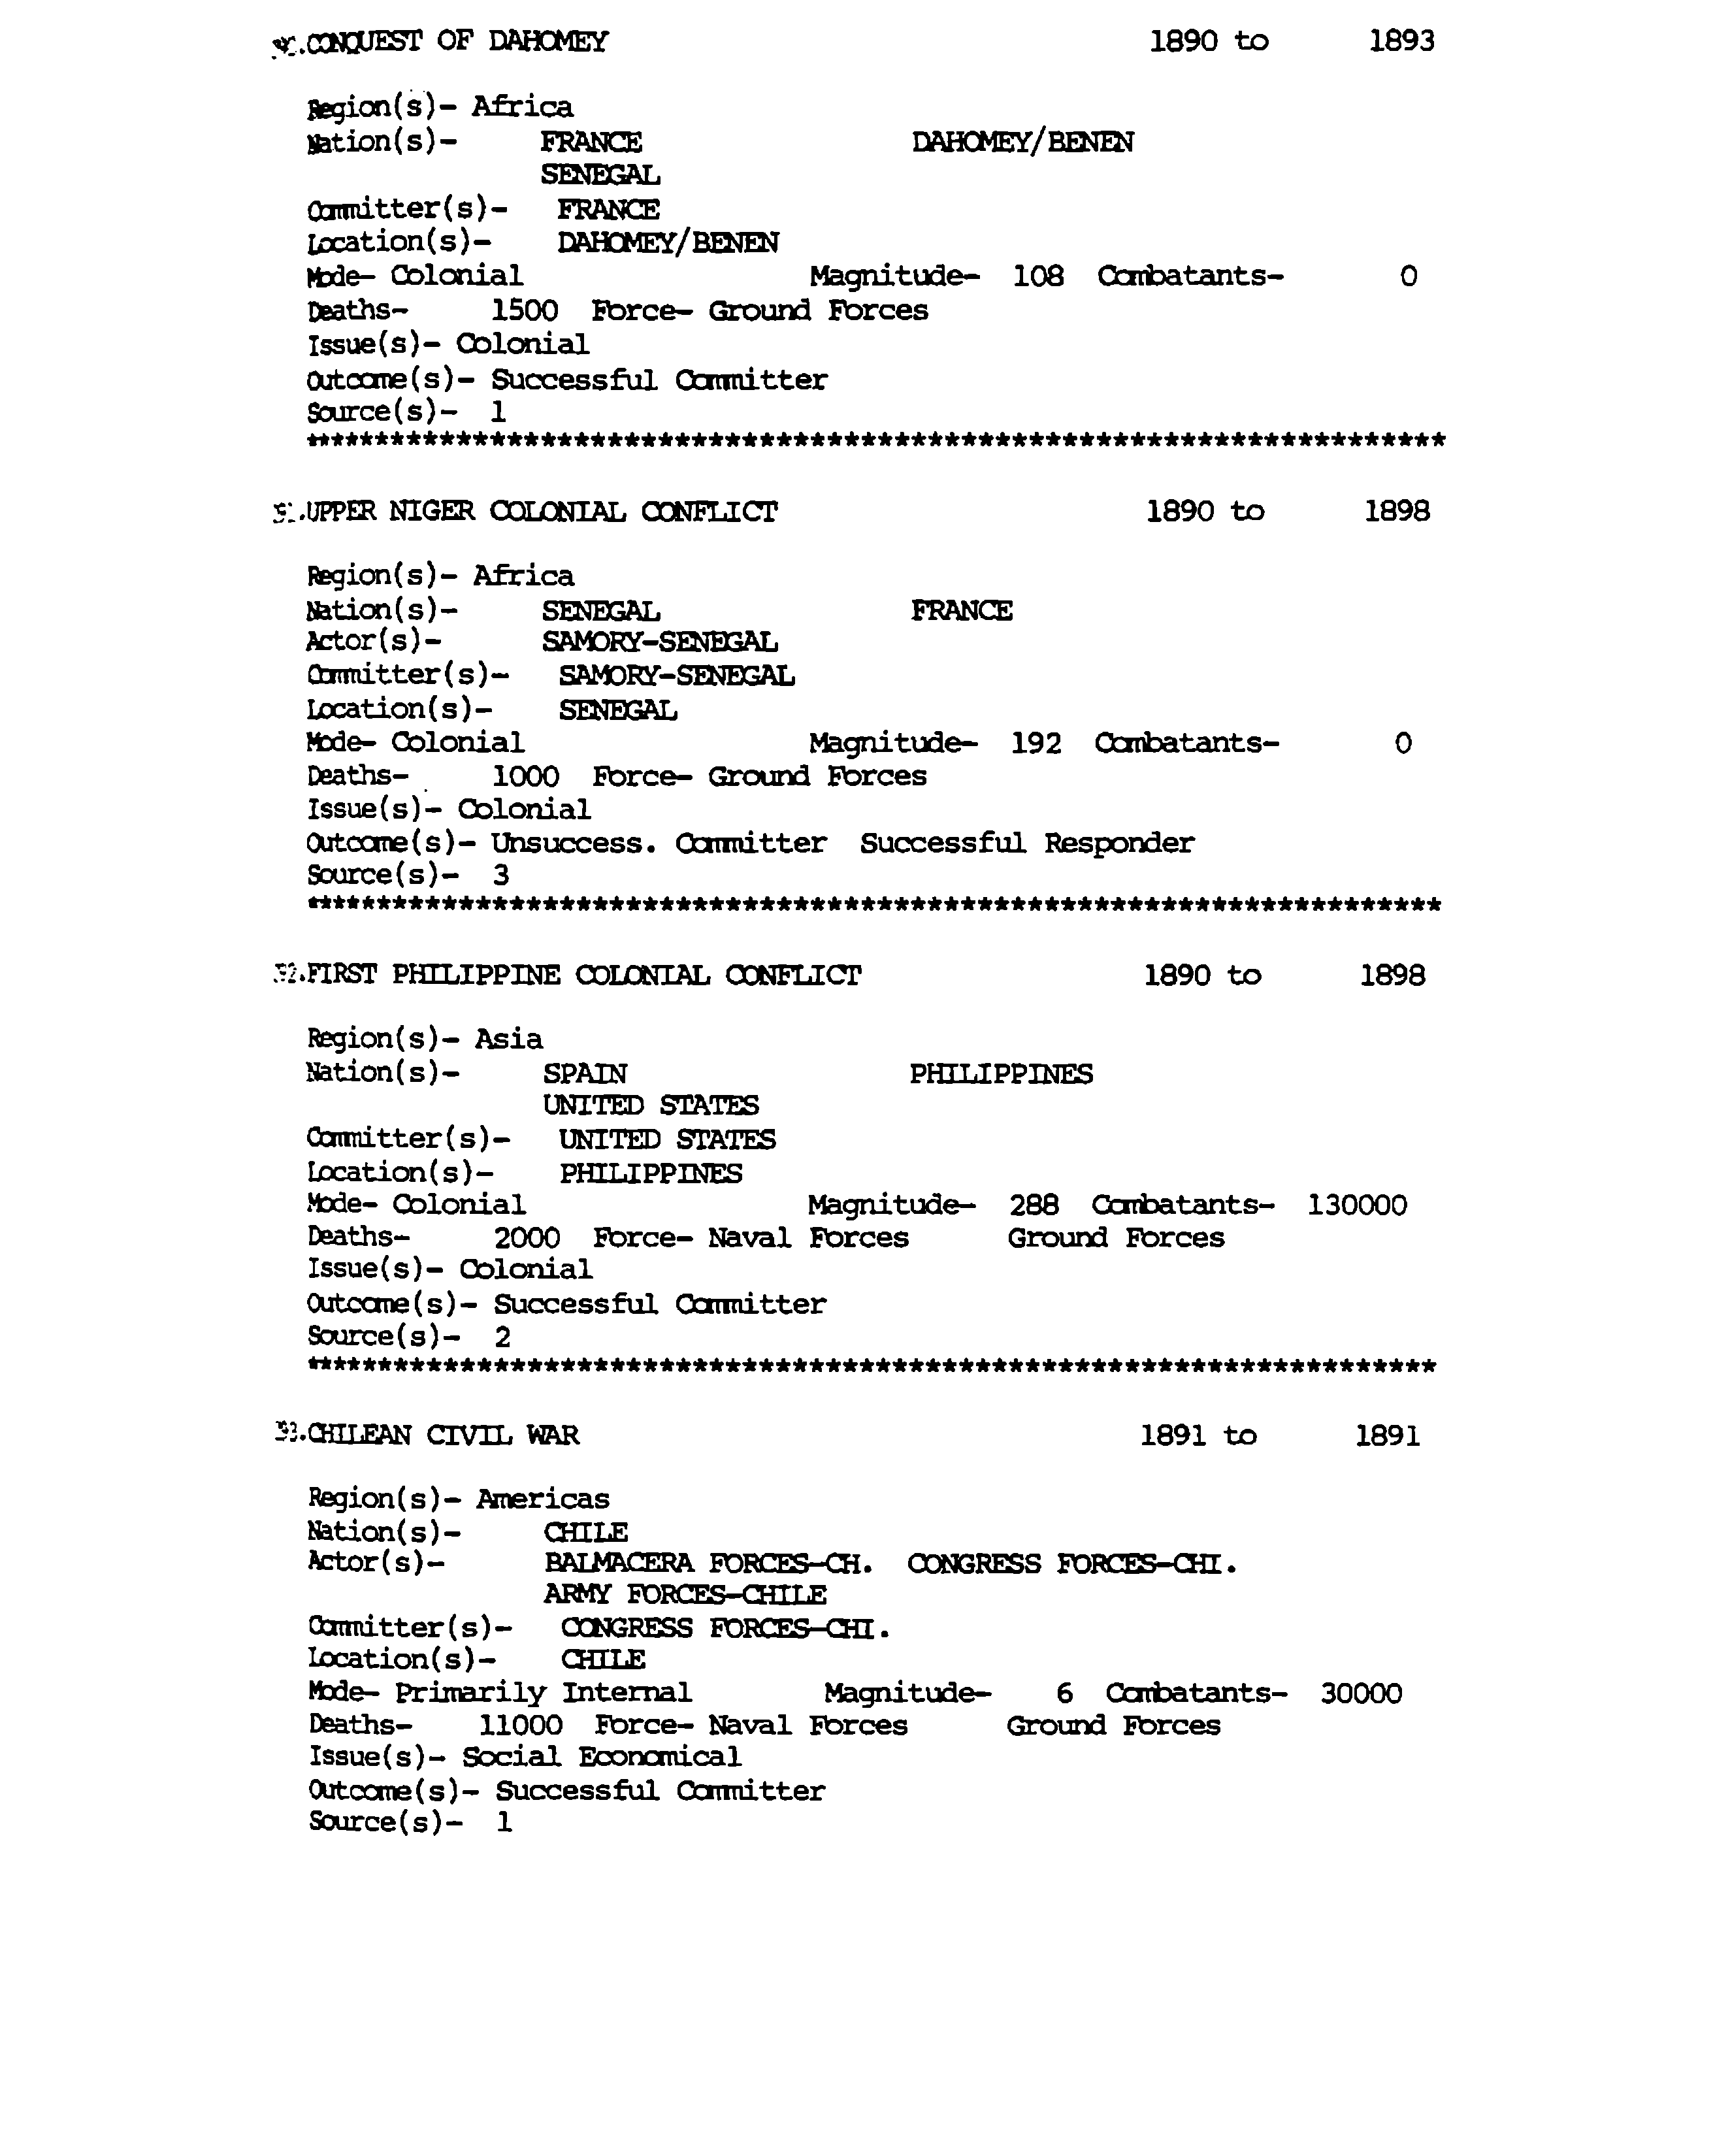 .CONQUEST OF DAHOMEY 1890 to 1893
Region(s)- Africa
Nation(s)- FRANCE DAHOMEY/BENEN
SENEGAL
Committer(s)- FRANCE
Location(s)- DAHOMEY/BENEN
Mode- Colonial Magnitude- 108 Combatants- 0
Deaths- 1500 Force- Ground Forces
Issue(s)- Colonial
Outcome(s)- Successful Committer
Source(s)- 1
********************************************************************
.UPPER NIGER COLONIAL CONFLICT 1890 to 1898
Region(s)- Africa
Nation(s)- SENEGAL FRANCE
Actor(s)- SAMORY-SENEGAL
Committer(s)- SAMORY-SENEGAL
Location(s)- SENEGAL
Mode- Colonial Magnitude- 192 Combatants- 0
Deaths- 1000 Force- Ground Forces
Issue(s)- Colonial
Outcome(s)- Unsuccess. Committer Successful Responder
Source(s)- 3
********************************************************************
.FIRST PHILIPPINE COLONIAL CONFLICT 1890 to 1898
Region(s)- Asia
Nation(s)- SPAIN PHILIPPINES
UNITED STATES
Committer(s)- UNITED STATES
Location(s)- PHILIPPINES
Mode- Colonial Magnitude- 288 Combatants- 130000
Deaths- 2000 Force- Naval Forces Ground Forces
Issue(s)- Colonial
Outcome(s)- Successful Committer
Source(s)- 2
********************************************************************
.CHILEAN CIVIL WAR 1891 to 1891
Region(s)- Americas
Nation(s)- CHILE
Actor(s)- BALMACERA FORCES-CH. CONGRESS FORCES-CHI.
ARMY FORCES-CHILE
Committer(s)- CONGRESS FORCES-CHI.
Location(s)- CHILE
Mode- Primarily Internal Magnitude- 6 Combatants- 30000
Deaths- 11000 Force- Naval Forces Ground Forces
Issue(s)- Social Economical
Outcome(s)- Successful Committer
Source(s)- 1